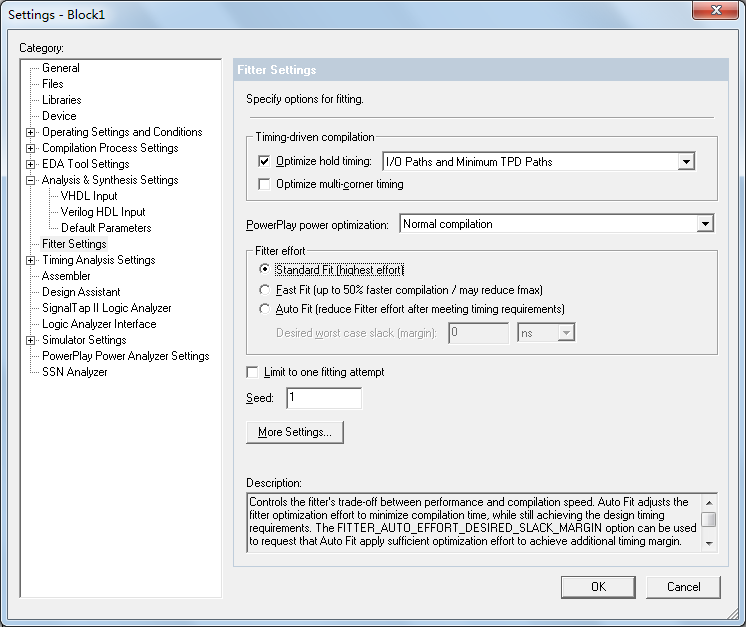 Settings - Block1
Category:
General
Files
Libraries
Device
Operating Settings and Conditions
Compilation Process Settings
EDA Tool Settings
Analysis & Synthesis Settings
VHDL Input
Verilog HDL Input
Default Parameters
Fitter Settings
Timing Analysis Settings
Assembler
Design Assistant
SignalTap II Logic Analyzer
Logic Analyzer Interface
Simulator Settings
PowerPlay Power Analyzer Settings
SSN Analyzer
Fitter Settings
Specify options for fitting.
Timing-driven compilation
Optimize hold timing: I/O Paths and Minimum TPD Paths
Optimize multi-corner timing
PowerPlay power optimization: Normal compilation
Fitter effort
Standard Fit (highest effort)
Fast Fit (up to 50% faster compilation / may reduce fmax)
Auto Fit (reduce Fitter effort after meeting timing requirements)
Desired worst case slack (margin): 0 ns
Limit to one fitting attempt
Seed: 1
More Settings...
Description:
Controls the fitter's trade-off between performance and compilation speed. Auto Fit adjusts the
fitter optimization effort to minimize compilation time, while still achieving the design timing
requirements. The FITTER_AUTO_EFFORT_DESIRED_SLACK_MARGIN option can be used
to request that Auto Fit apply sufficient optimization effort to achieve additional timing margin.
OK Cancel